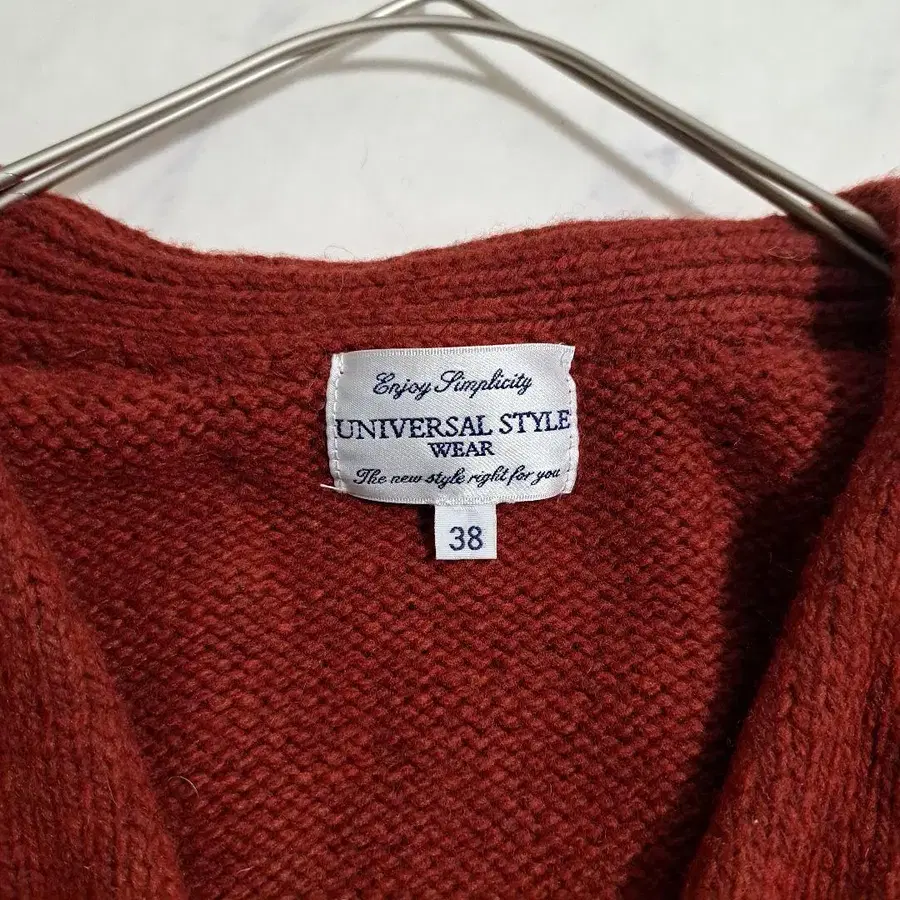 Enjoy Simplicity
UNIVERSAL STYLE
WEAR
The new style right for you
38